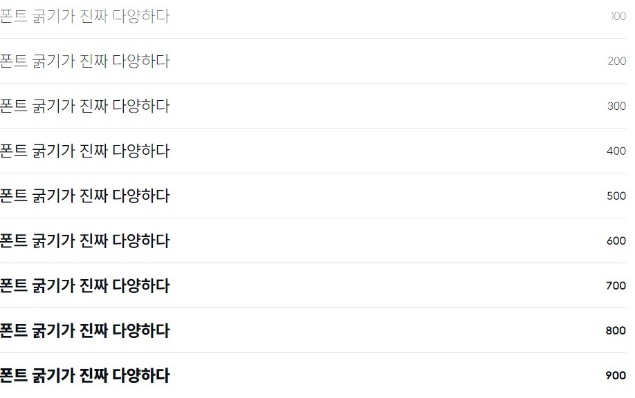 폰트 굵기가 진짜 다양하다 100
폰트 굵기가 진짜 다양하다 200
폰트 굵기가 진짜 다양하다 300
폰트 굵기가 진짜 다양하다 400
폰트 굵기가 진짜 다양하다 500
폰트 굵기가 진짜 다양하다 600
폰트 굵기가 진짜 다양하다 700
폰트 굵기가 진짜 다양하다 800
폰트 굵기가 진짜 다양하다 900